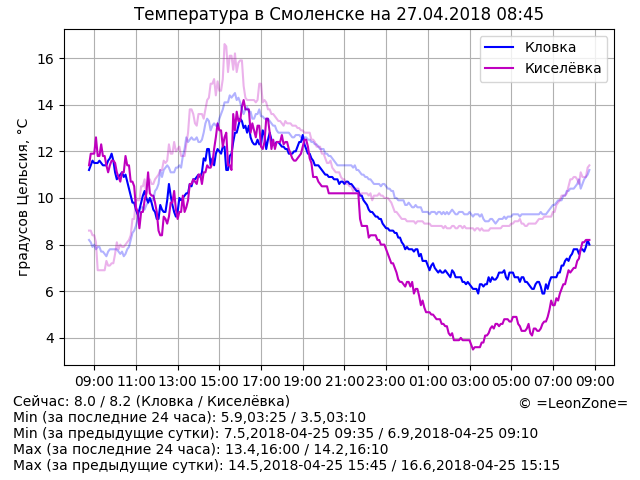 Температура в Смоленске на 27.04.2018 08:45
градусов Цельсия, °C
16
14
12
10
8
6
4
Кловка
Киселёвка
09:00 11:00 13:00 15:00 17:00 19:00 21:00 23:00 01:00 03:00 05:00 07:00 09:00
Сейчас: 8.0 / 8.2 (Кловка / Киселёвка)
© =LeonZone=
Min (за последние 24 часа): 5.9,03:25 / 3.5,03:10
Min (за предыдущие сутки): 7.5,2018-04-25 09:35 / 6.9,2018-04-25 09:10
Max (за последние 24 часа): 13.4,16:00 / 14.2,16:10
Max (за предыдущие сутки): 14.5,2018-04-25 15:45 / 16.6,2018-04-25 15:15